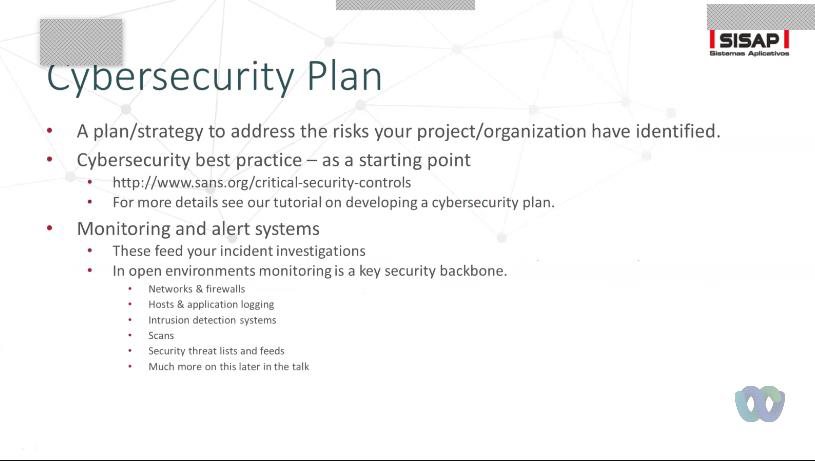 SISAP
Sistemas Aplicativos
Cybersecurity Plan
• A plan/strategy to address the risks your project/organization have identified.
• Cybersecurity best practice – as a starting point
• http://www.sans.org/critical-security-controls
• For more details see our tutorial on developing a cybersecurity plan.
• Monitoring and alert systems
• These feed your incident investigations
• In open environments monitoring is a key security backbone.
• Networks & firewalls
• Hosts & application logging
• Intrusion detection systems
• Scans
• Security threat lists and feeds
• Much more on this later in the talk